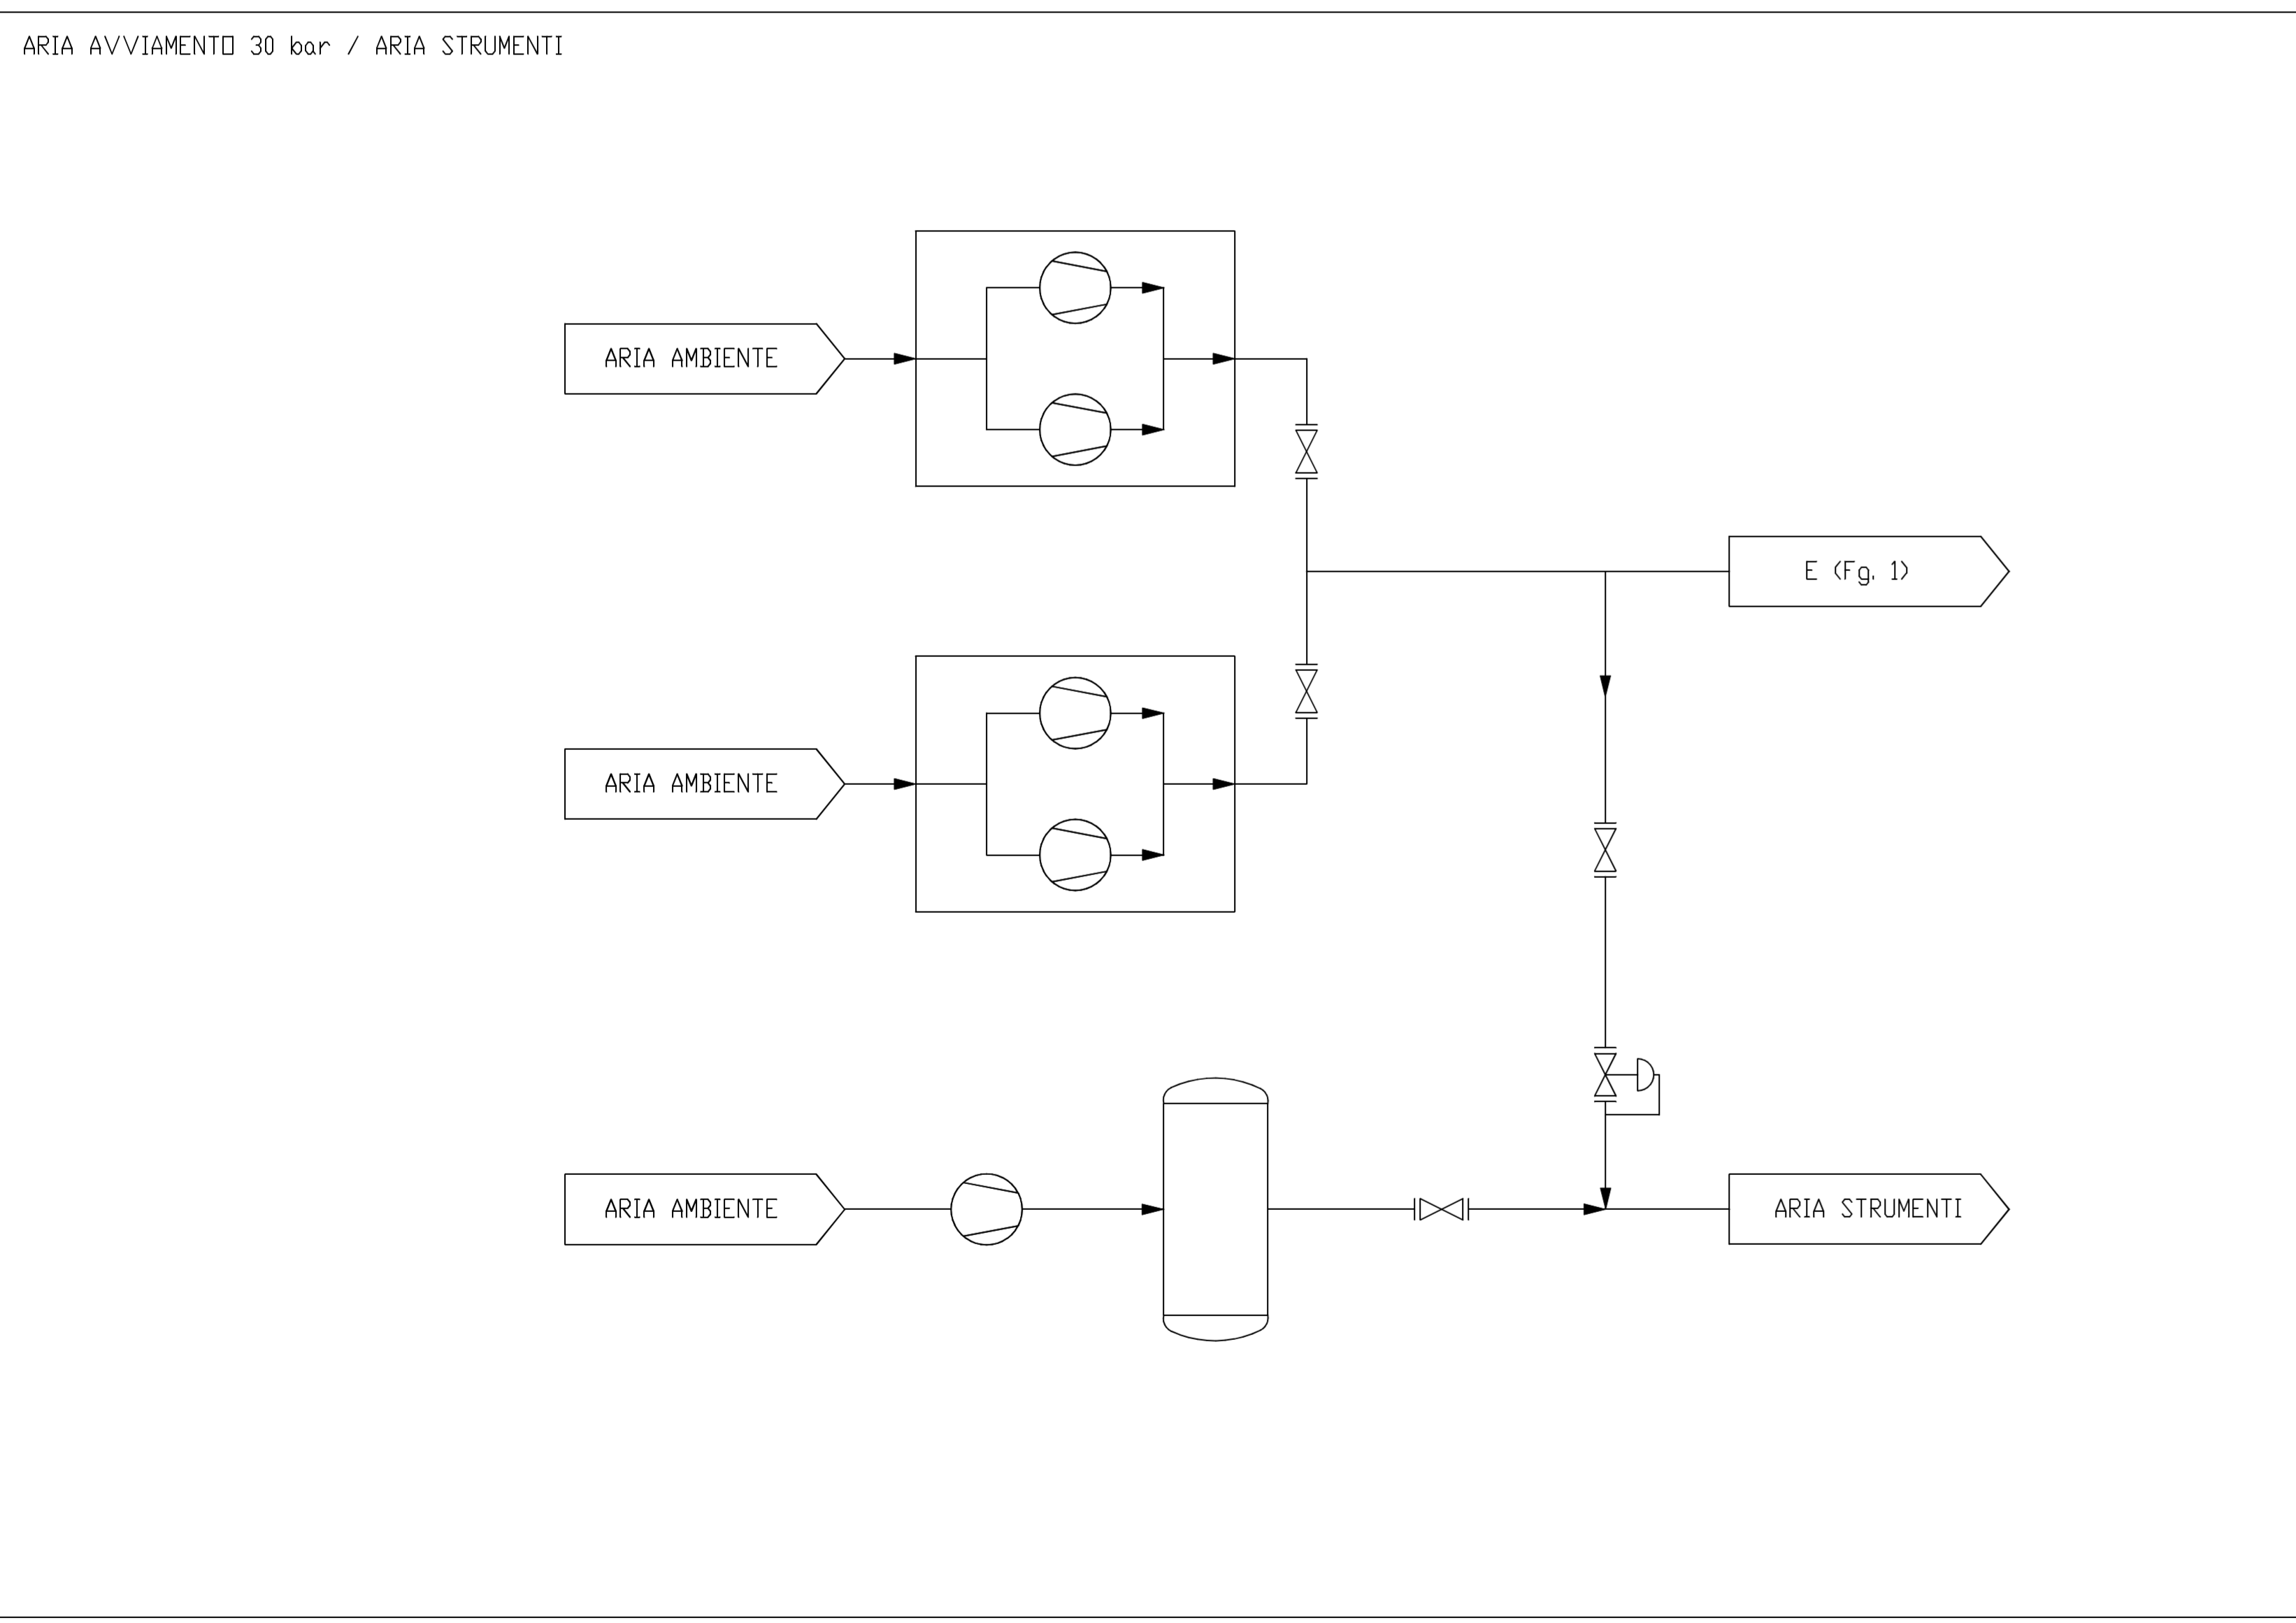 ARIA AVVIAMENTO 30 bar / ARIA STRUMENTI
ARIA AMBIENTE
E (Fg. 1)
ARIA AMBIENTE
ARIA AMBIENTE
ARIA STRUMENTI